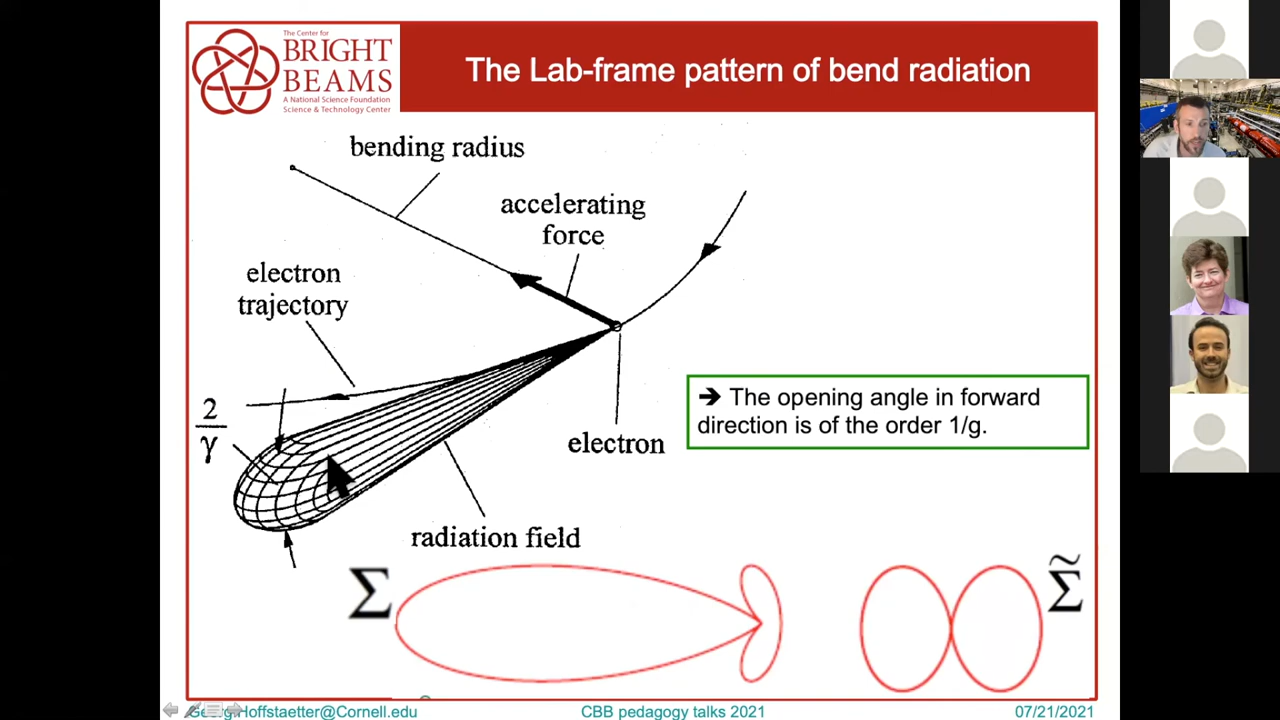 The Center for
BRIGHT
BEAMS
A National Science Foundation
Science & Technology Center
The Lab-frame pattern of bend radiation
bending radius
accelerating
force
electron
trajectory
2
γ
electron
radiation field
➔ The opening angle in forward
direction is of the order 1/g.
Σ
Σ̃
Georg.Hoffstaetter@Cornell.edu
CBB pedagogy talks 2021
07/21/2021